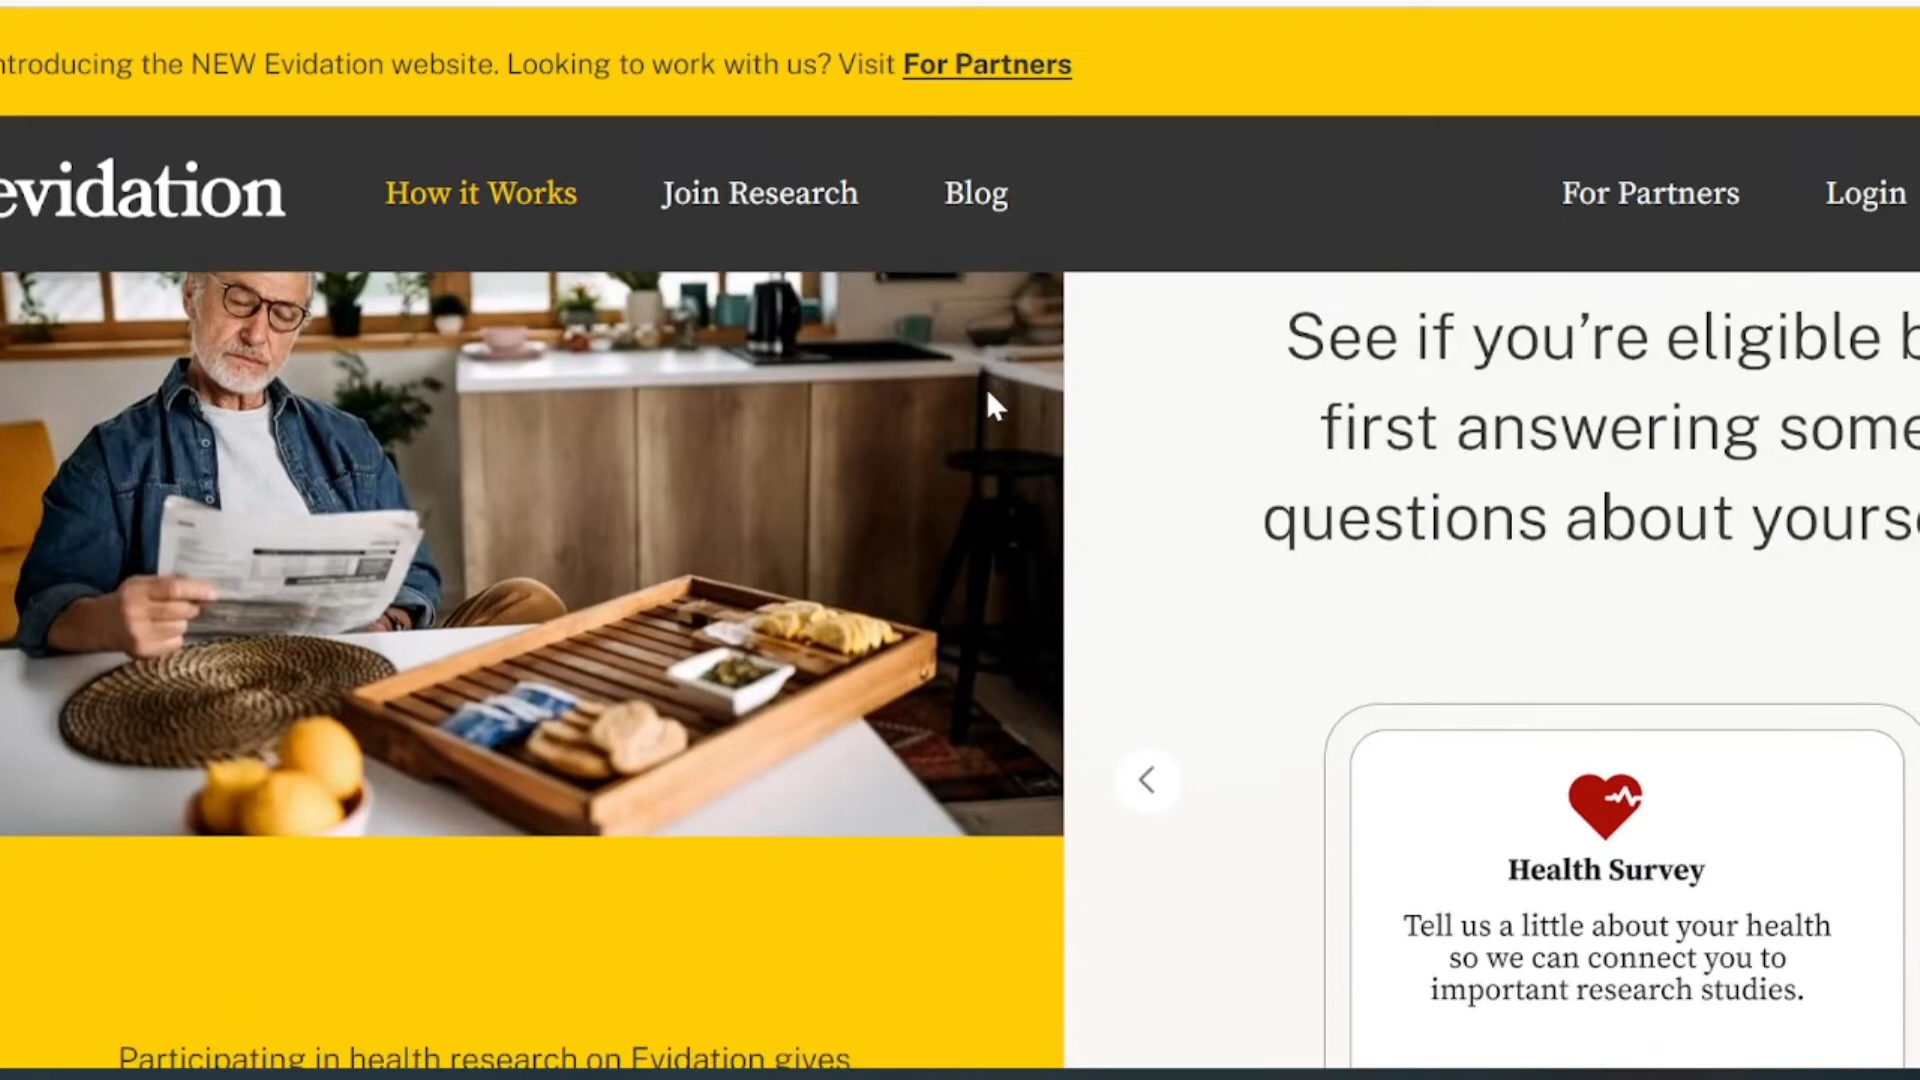 ntroducing the NEW Evidation website. Looking to work with us? Visit For Partners
evidation How it Works Join Research Blog For Partners Login
See if you're eligible b
first answering some
questions about yourse
Health Survey
Tell us a little about your health
so we can connect you to
important research studies.
Participating in health research on Evidation gives